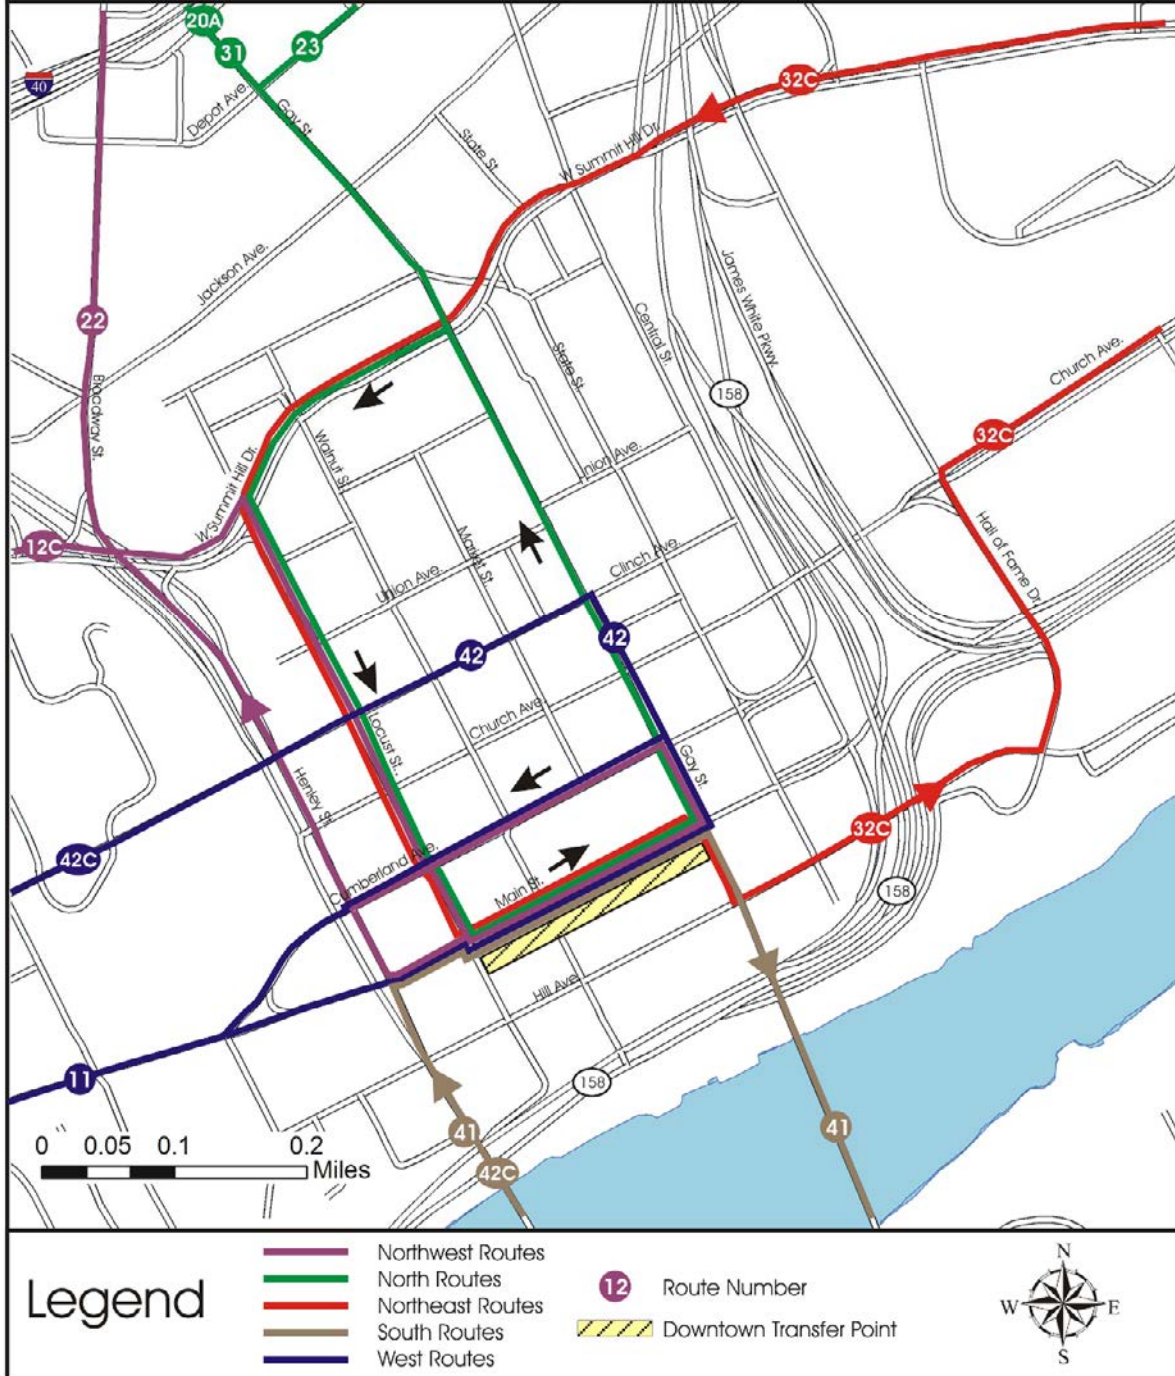 20A
31
23
40
Depot Ave.
Gay St.
32C
State St.
W Summit Hill Dr.
Jackson Ave.
22
James White Pkwy.
Central St.
Church Ave.
State St.
158
Broadway St.
32C
Walnut St.
Union Ave.
W Summit Hill Dr.
Market St.
Hall of Fame Dr.
12C
Clinch Ave.
Union Ave.
42
42
Locust St.
Church Ave.
Gay St.
Henley St.
32C
42C
Cumberland Ave.
Main St.
158
Hill Ave.
11
158
41
41
42C
0 0.05 0.1 0.2
Miles
Legend
Northwest Routes
North Routes
Northeast Routes
South Routes
West Routes
12 Route Number
Downtown Transfer Point
N
W E
S